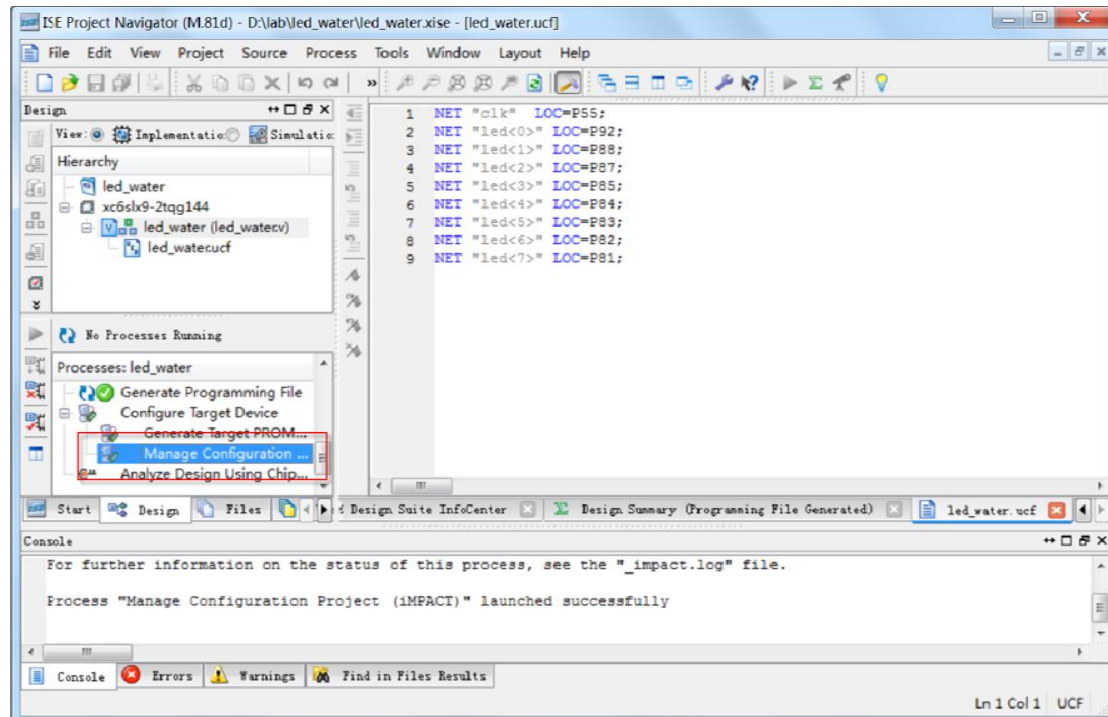 ISE Project Navigator (M.81d) - D:\lab\led_water\led_water.xise - [led_water.ucf]
File Edit View Project Source Process Tools Window Layout Help
Design
View: Implementatio Simulatio
Hierarchy
led_water
xc6slx9-2tqg144
led_water (led_water.v)
led_water.ucf
No Processes Running
Processes: led_water
Generate Programming File
Configure Target Device
Generate Target PROM...
Manage Configuration ...
Analyze Design Using Chip...
1 NET "clk" LOC=P55;
2 NET "led<0>" LOC=P92;
3 NET "led<1>" LOC=P88;
4 NET "led<2>" LOC=P87;
5 NET "led<3>" LOC=P85;
6 NET "led<4>" LOC=P84;
7 NET "led<5>" LOC=P83;
8 NET "led<6>" LOC=P82;
9 NET "led<7>" LOC=P81;
Start Design Files Design Suite InfoCenter Design Summary (Programming File Generated) led_water.ucf
Console
For further information on the status of this process, see the "_impact.log" file.
Process "Manage Configuration Project (iMPACT)" launched successfully
Console Errors Warnings Find in Files Results
Ln 1 Col 1 UCF